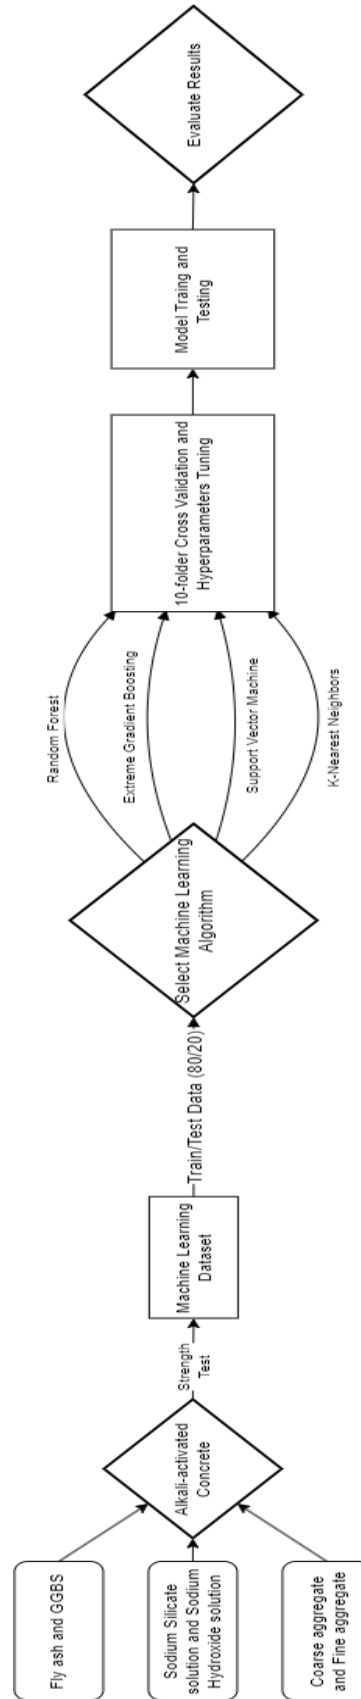 Fly ash and GGBS
Sodium Silicate
solution and Sodium
Hydroxide solution
Coarse aggregate
and Fine aggregate
Alkali-activated
Concrete
Strength
Test
Machine Learning
Dataset
Train/Test Data (80/20)
Select Machine Learning
Algorithm
Random Forest
Extreme Gradient Boosting
Support Vector Machine
K-Nearest Neighbors
10-folder Cross Validation and
Hyperparameters Tuning
Model Traing and
Testing
Evaluate Results